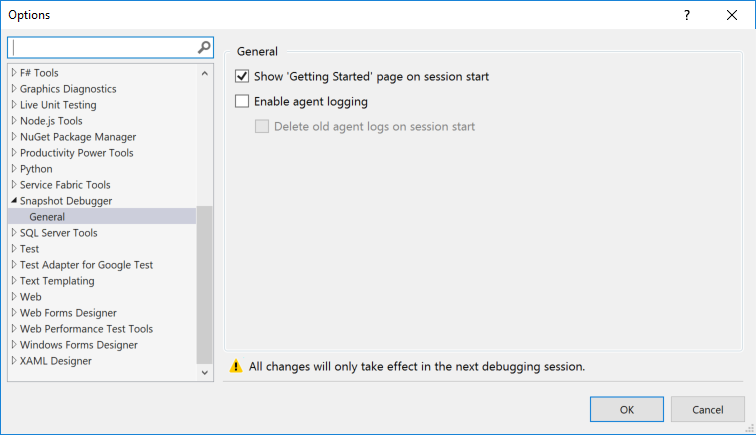 Options
?
F# Tools
Graphics Diagnostics
Live Unit Testing
Node.js Tools
NuGet Package Manager
Productivity Power Tools
Python
Service Fabric Tools
Snapshot Debugger
General
SQL Server Tools
Test
Test Adapter for Google Test
Text Templating
Web
Web Forms Designer
Web Performance Test Tools
Windows Forms Designer
XAML Designer
General
Show 'Getting Started' page on session start
Enable agent logging
Delete old agent logs on session start
All changes will only take effect in the next debugging session.
OK
Cancel